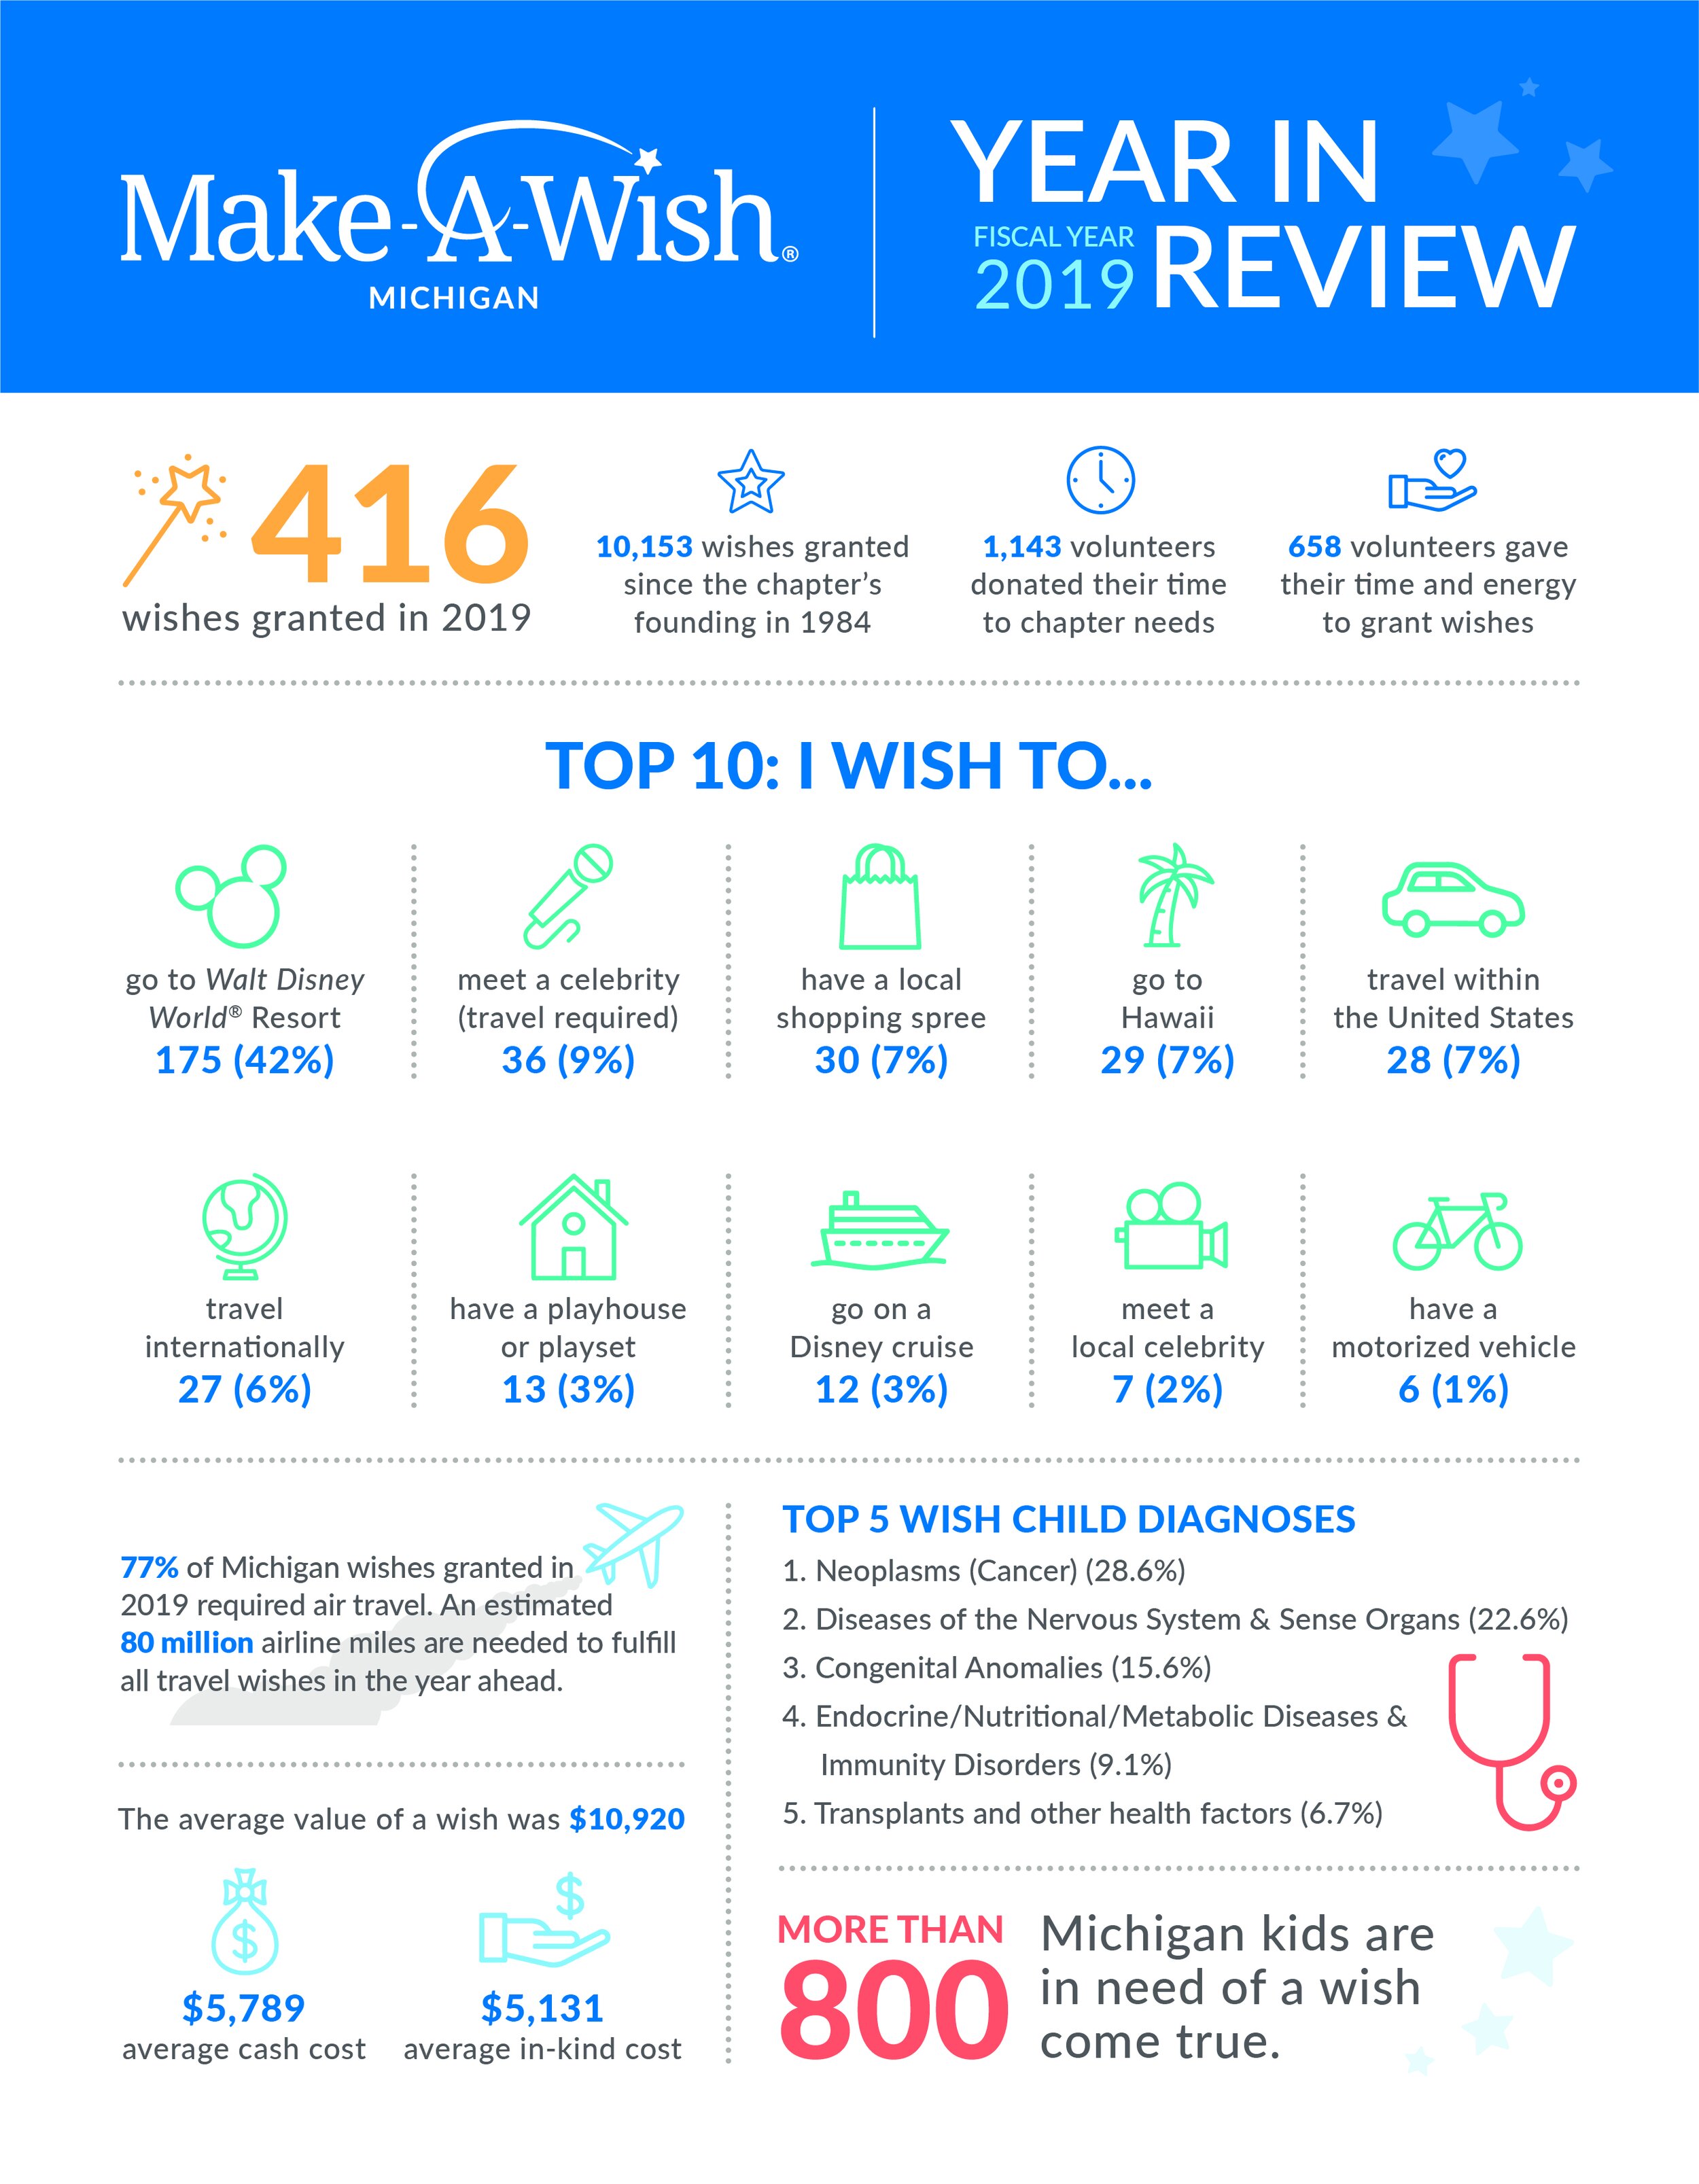 Make-A-Wish®
MICHIGAN
YEAR IN
FISCAL YEAR
2019
REVIEW
416
wishes granted in 2019
10,153 wishes granted
since the chapter’s
founding in 1984
1,143 volunteers
donated their time
to chapter needs
658 volunteers gave
their time and energy
to grant wishes
TOP 10: I WISH TO...
go to Walt Disney
World® Resort
175 (42%)
meet a celebrity
(travel required)
36 (9%)
have a local
shopping spree
30 (7%)
go to
Hawaii
29 (7%)
travel within
the United States
28 (7%)
travel
internationally
27 (6%)
have a playhouse
or playset
13 (3%)
go on a
Disney cruise
12 (3%)
meet a
local celebrity
7 (2%)
have a
motorized vehicle
6 (1%)
77% of Michigan wishes granted in
2019 required air travel. An estimated
80 million airline miles are needed to fulfill
all travel wishes in the year ahead.
The average value of a wish was $10,920
$
$5,789
average cash cost
$
$5,131
average in-kind cost
TOP 5 WISH CHILD DIAGNOSES
1. Neoplasms (Cancer) (28.6%)
2. Diseases of the Nervous System & Sense Organs (22.6%)
3. Congenital Anomalies (15.6%)
4. Endocrine/Nutritional/Metabolic Diseases &
Immunity Disorders (9.1%)
5. Transplants and other health factors (6.7%)
MORE THAN
800
Michigan kids are
in need of a wish
come true.